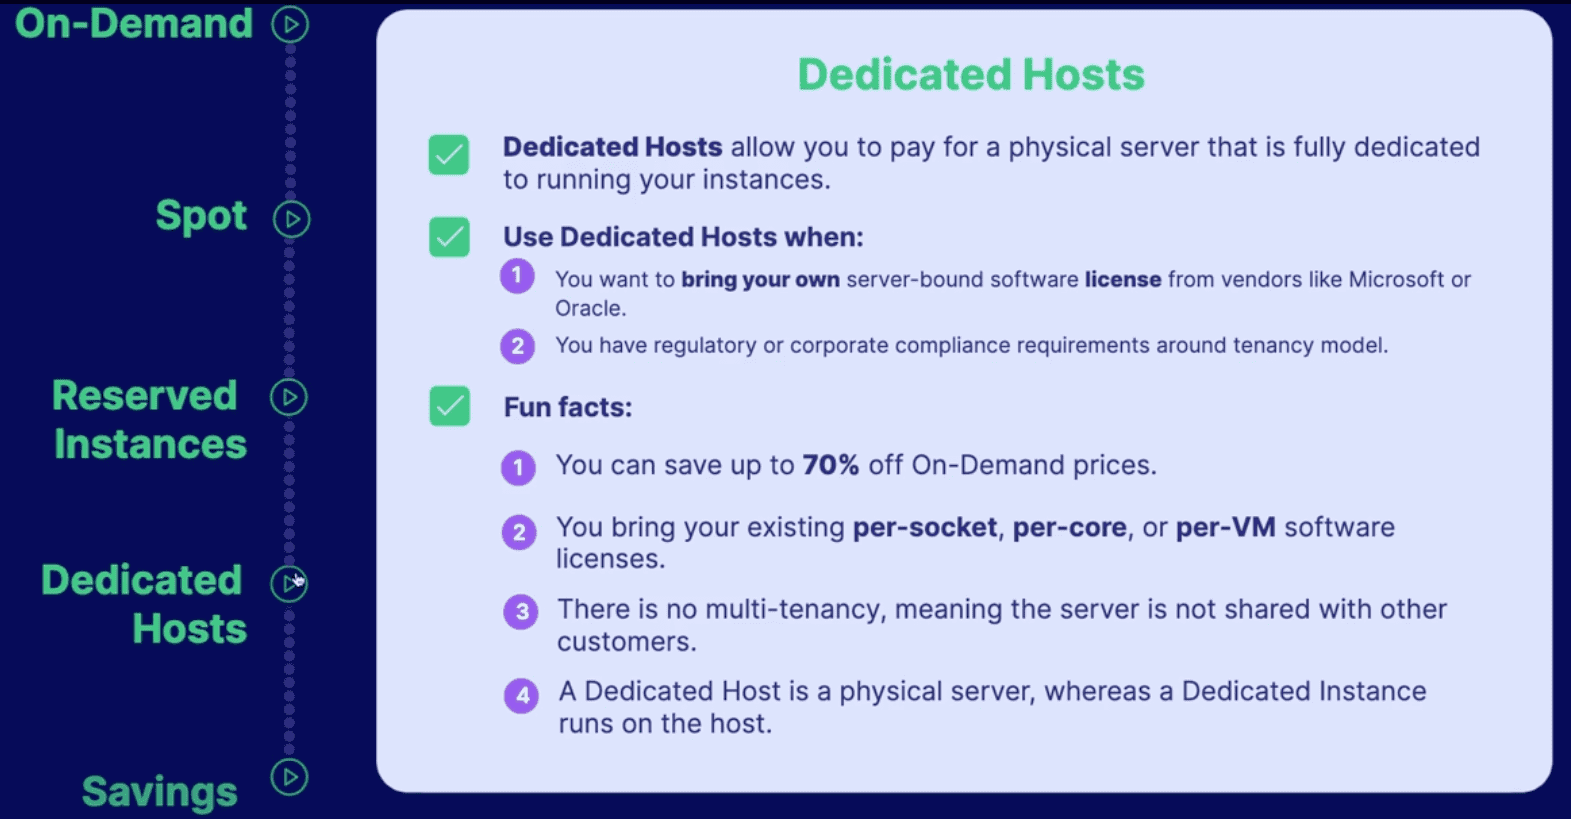 On-Demand
Spot
Reserved
Instances
Dedicated
Hosts
Savings
Dedicated Hosts
Dedicated Hosts allow you to pay for a physical server that is fully dedicated
to running your instances.
Use Dedicated Hosts when:
1 You want to bring your own server-bound software license from vendors like Microsoft or
Oracle.
2 You have regulatory or corporate compliance requirements around tenancy model.
Fun facts:
1 You can save up to 70% off On-Demand prices.
2 You bring your existing per-socket, per-core, or per-VM software
licenses.
3 There is no multi-tenancy, meaning the server is not shared with other
customers.
4 A Dedicated Host is a physical server, whereas a Dedicated Instance
runs on the host.